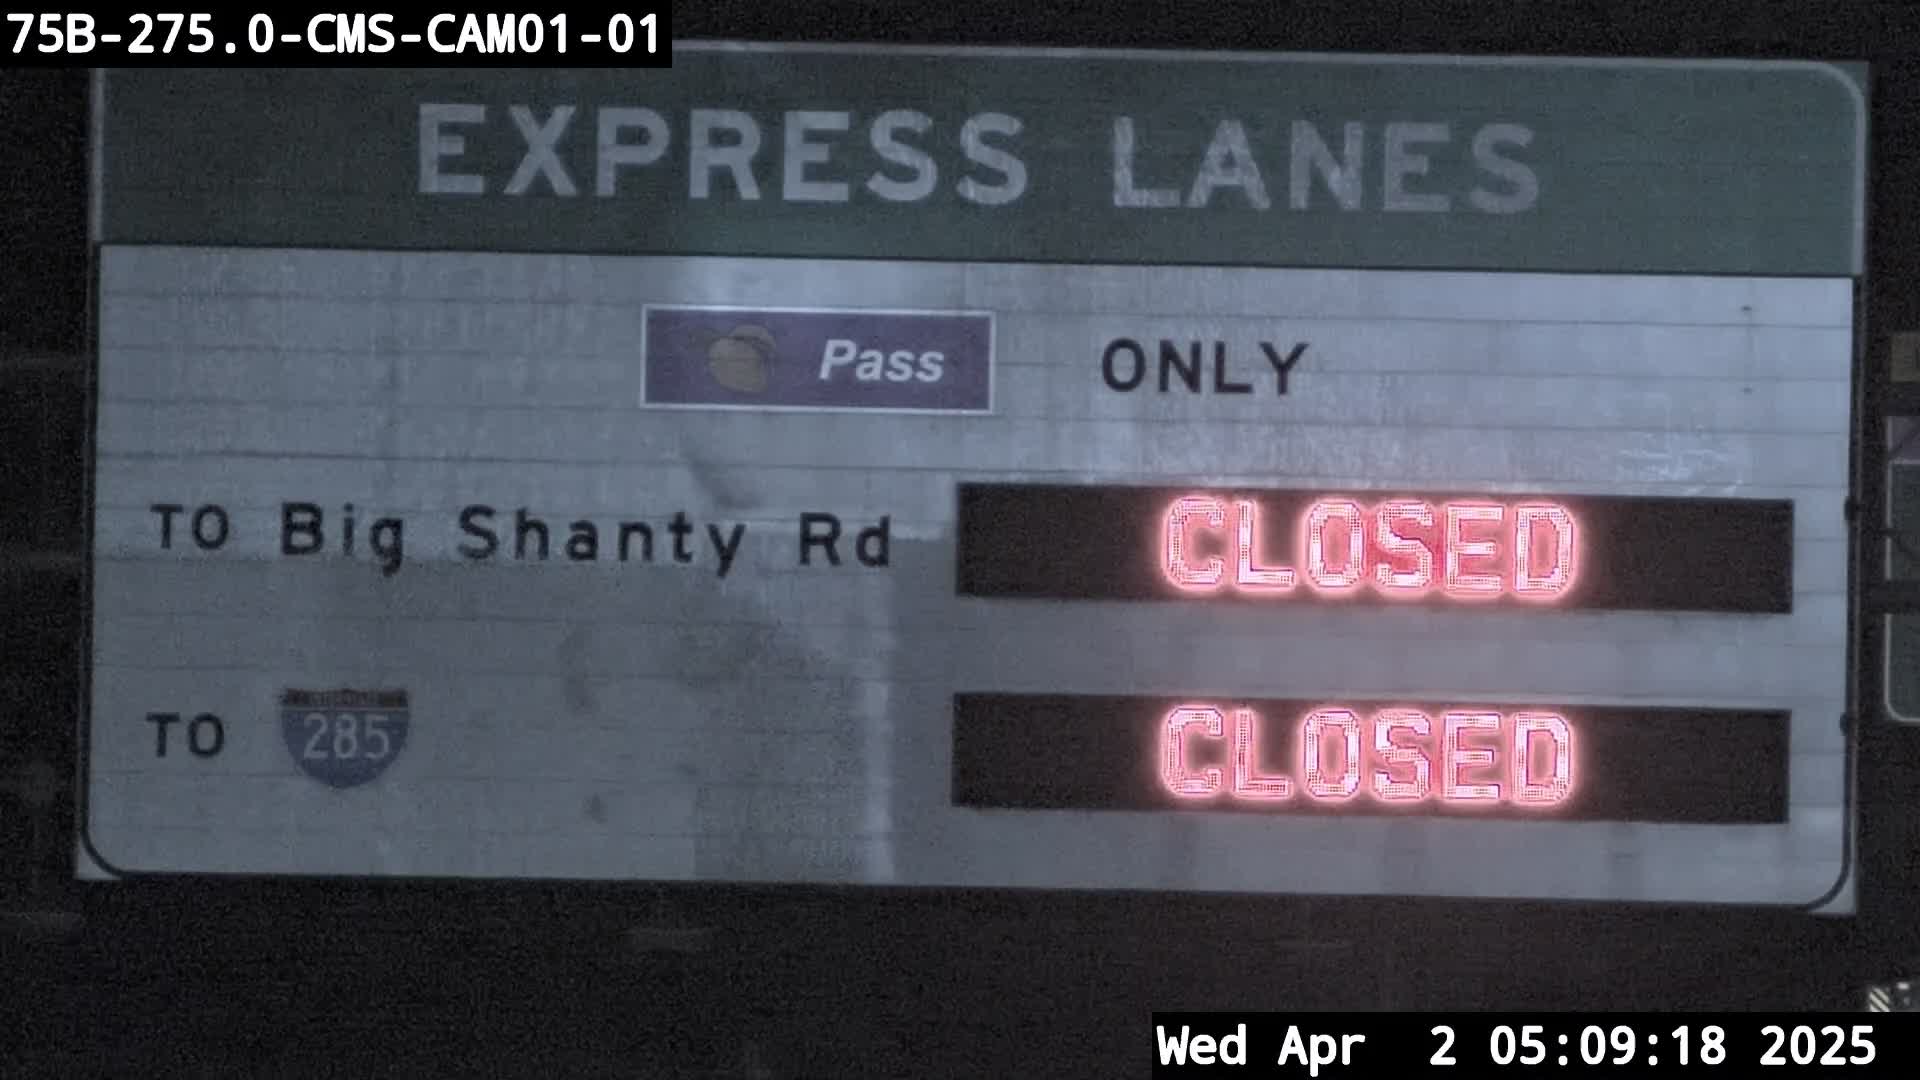 75B-275.0-CMS-CAM01-01
EXPRESS LANES
Pass ONLY
TO Big Shanty Rd CLOSED
TO 285 CLOSED
Wed Apr 2 05:09:18 2025